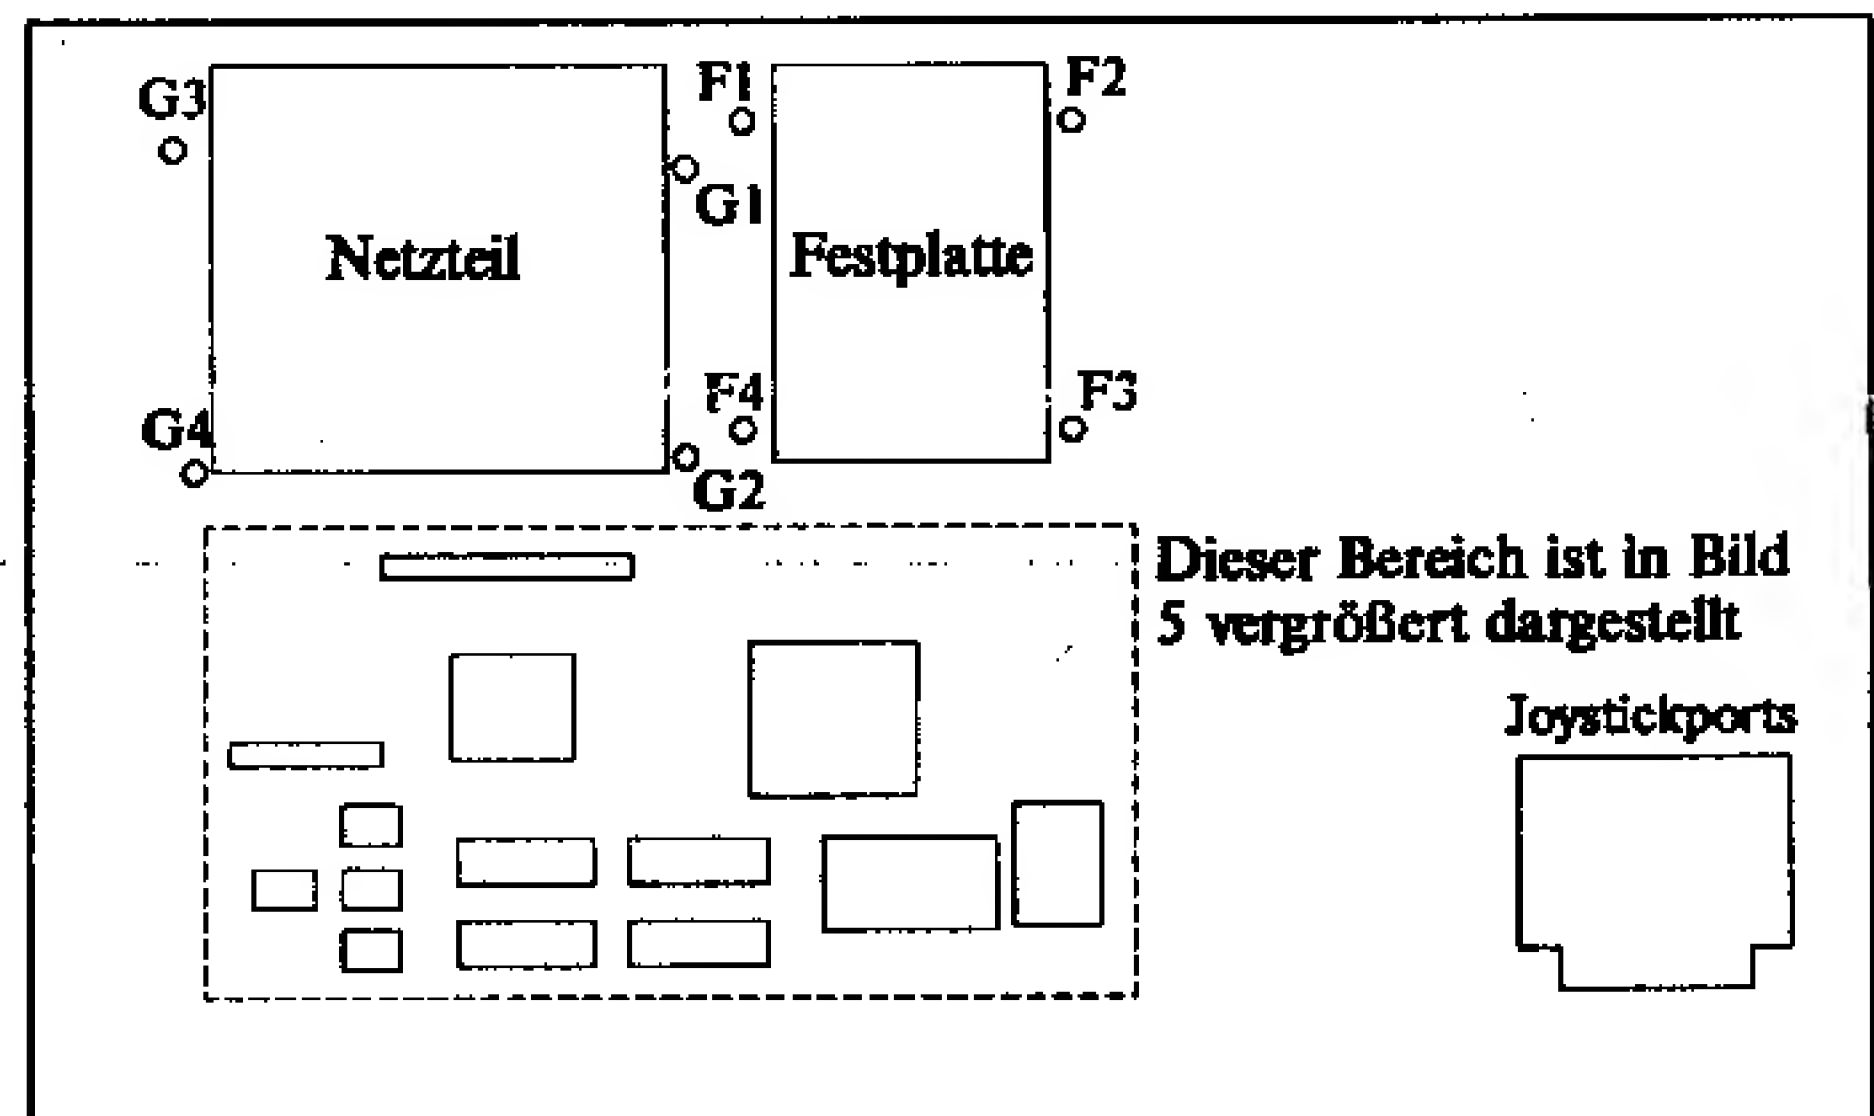 G3
F1
F2
G1
Netzteil
Festplatte
F4
F3
G4
G2
Dieser Bereich ist in Bild
5 vergrößert dargestellt
Joystickports